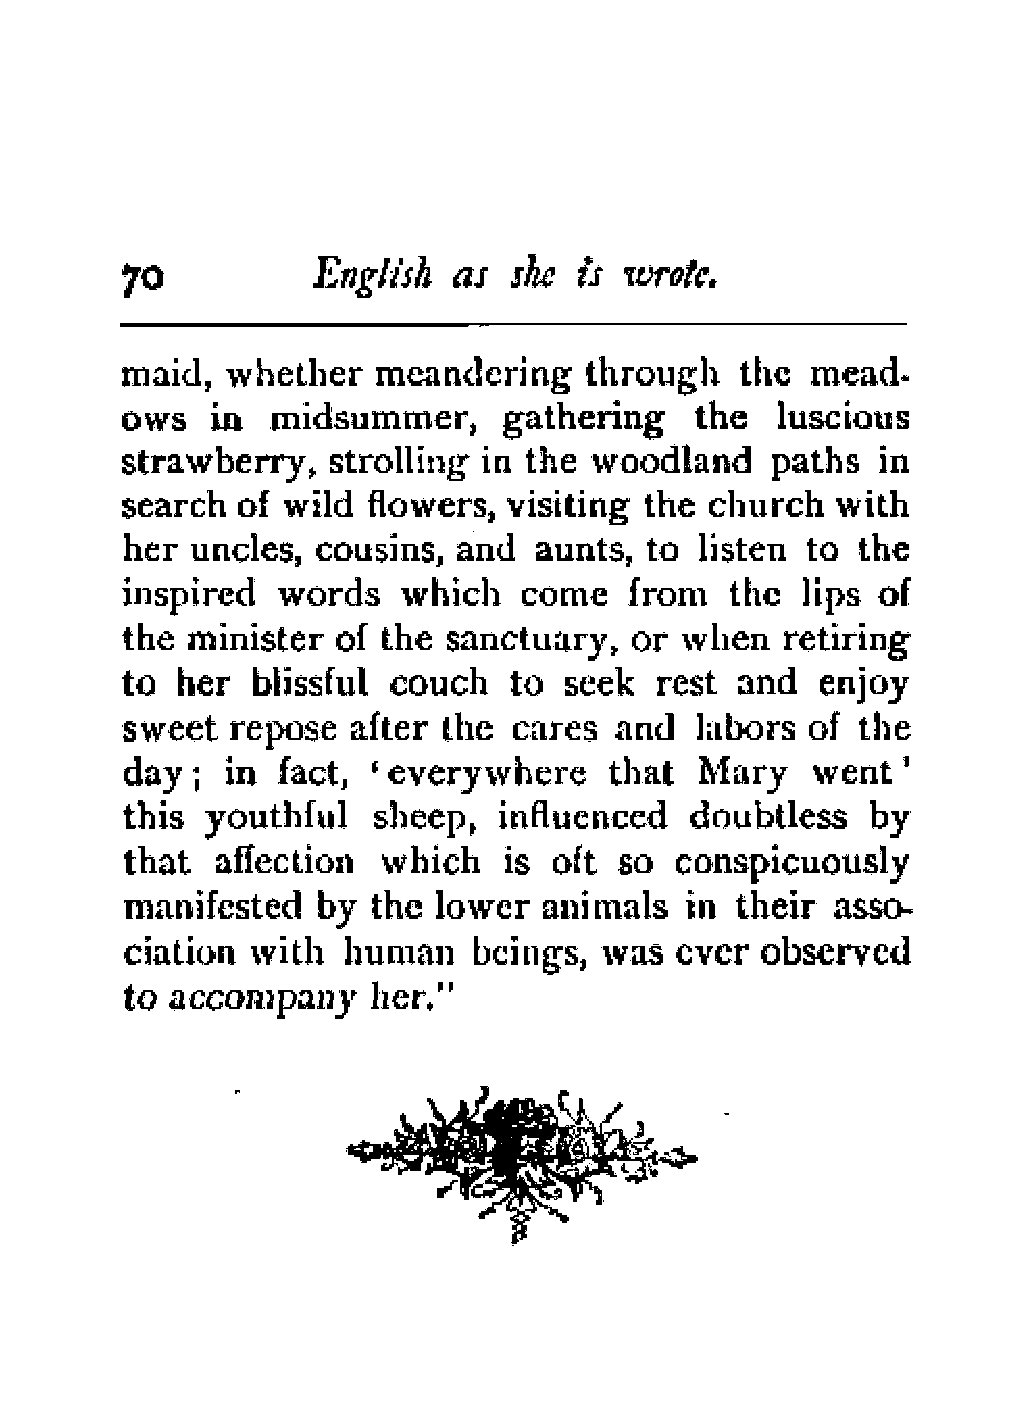 70 English as she is wrote.
maid, whether meandering through the mead-
ows in midsummer, gathering the luscious
strawberry, strolling in the woodland paths in
search of wild flowers, visiting the church with
her uncles, cousins, and aunts, to listen to the
inspired words which come from the lips of
the minister of the sanctuary, or when retiring
to her blissful couch to seek rest and enjoy
sweet repose after the cares and labors of the
day; in fact, 'everywhere that Mary went'
this youthful sheep, influenced doubtless by
that affection which is oft so conspicuously
manifested by the lower animals in their asso-
ciation with human beings, was ever observed
to accompany her."